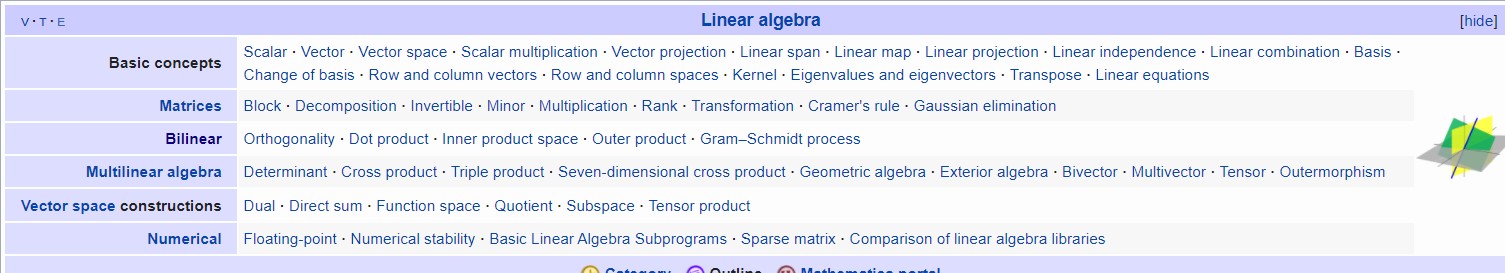 V · T · E
Linear algebra
[hide]
Basic concepts
Scalar · Vector · Vector space · Scalar multiplication · Vector projection · Linear span · Linear map · Linear projection · Linear independence · Linear combination · Basis ·
Change of basis · Row and column vectors · Row and column spaces · Kernel · Eigenvalues and eigenvectors · Transpose · Linear equations
Matrices
Block · Decomposition · Invertible · Minor · Multiplication · Rank · Transformation · Cramer's rule · Gaussian elimination
Bilinear
Orthogonality · Dot product · Inner product space · Outer product · Gram–Schmidt process
Multilinear algebra
Determinant · Cross product · Triple product · Seven-dimensional cross product · Geometric algebra · Exterior algebra · Bivector · Multivector · Tensor · Outermorphism
Vector space constructions
Dual · Direct sum · Function space · Quotient · Subspace · Tensor product
Numerical
Floating-point · Numerical stability · Basic Linear Algebra Subprograms · Sparse matrix · Comparison of linear algebra libraries
Category Outline Mathematics portal